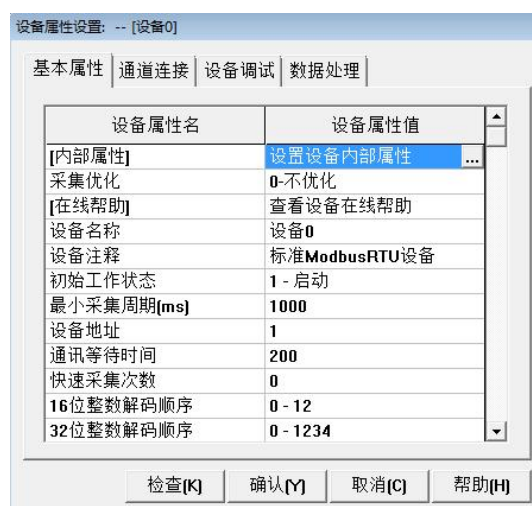 设备属性设置: -- [设备0]
基本属性 通道连接 设备调试 数据处理
设备属性名 设备属性值
[内部属性] 设置设备内部属性 ...
采集优化 0-不优化
[在线帮助] 查看设备在线帮助
设备名称 设备0
设备注释 标准ModbusRTU设备
初始工作状态 1 - 启动
最小采集周期(ms) 1000
设备地址 1
通讯等待时间 200
快速采集次数 0
16位整数解码顺序 0 - 12
32位整数解码顺序 0 - 1234
检查(K) 确认(Y) 取消(C) 帮助(H)